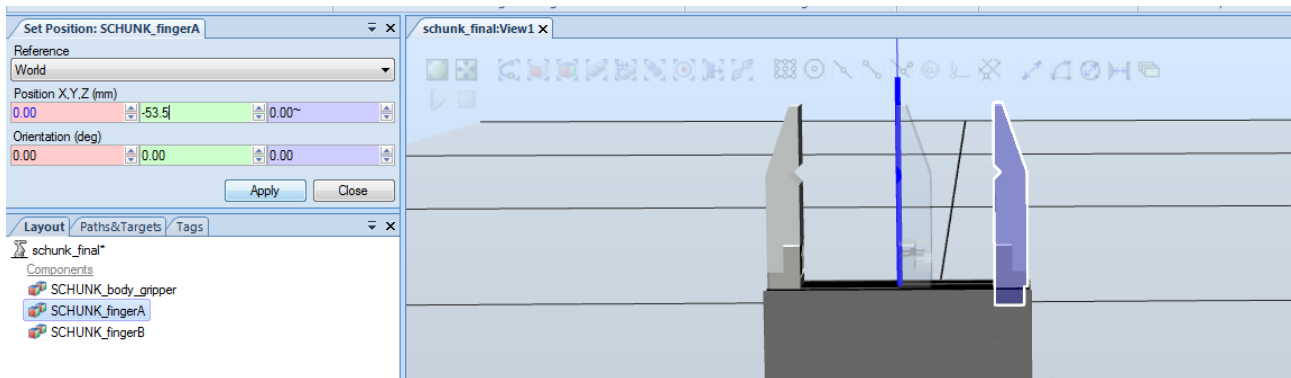 Set Position: SCHUNK_fingerA
Reference
World
Position X,Y,Z (mm)
0.00 -53.5 0.00~
Orientation (deg)
0.00 0.00 0.00
Apply Close
Layout Paths&Targets Tags
schunk_final*
Components
SCHUNK_body_gripper
SCHUNK_fingerA
SCHUNK_fingerB
schunk_final:View1 X